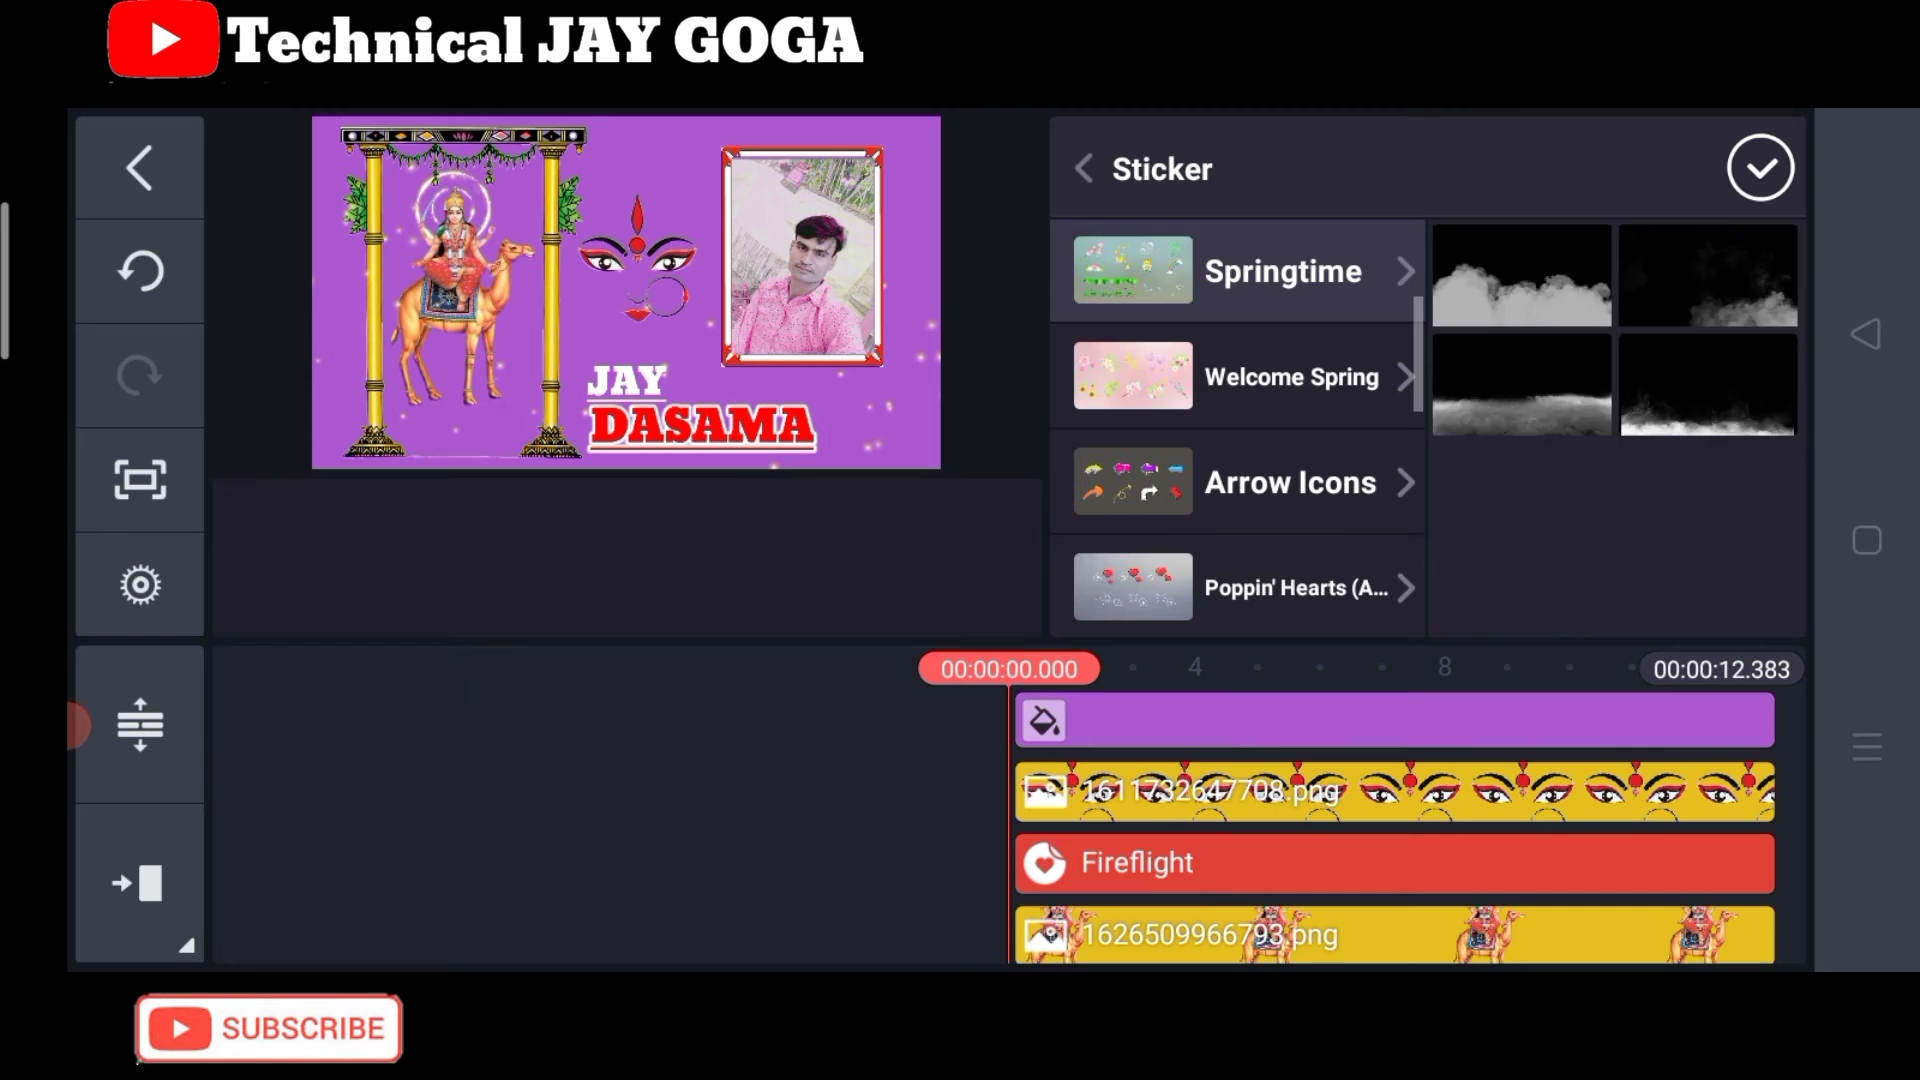 Technical JAY GOGA
JAY
DASAMA
Sticker
Springtime
Welcome Spring
Arrow Icons
Poppin' Hearts (A...
00:00:00.000
4
8
00:00:12.383
1611732647708.png
Fireflight
1626509966793.png
SUBSCRIBE